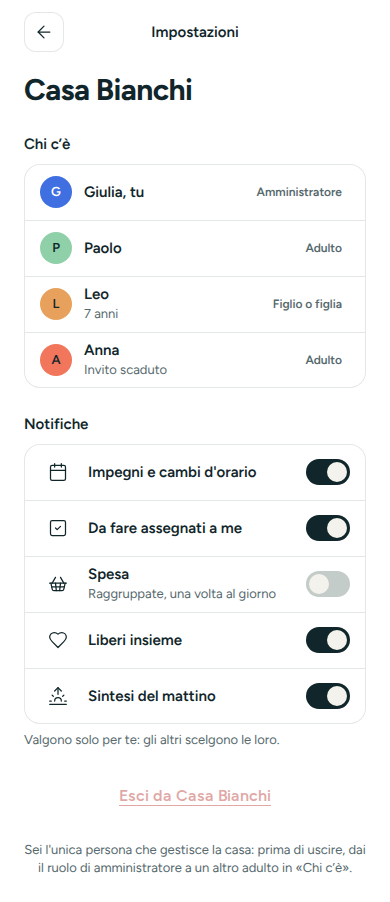 Impostazioni
Casa Bianchi
Chi c'è
G Giulia, tu Amministratore
P Paolo Adulto
L Leo Figlio o figlia
7 anni
A Anna Adulto
Invito scaduto
Notifiche
Impegni e cambi d'orario
Da fare assegnati a me
Spesa
Raggruppate, una volta al giorno
Liberi insieme
Sintesi del mattino
Valgono solo per te: gli altri scelgono le loro.
Esci da Casa Bianchi
Sei l'unica persona che gestisce la casa: prima di uscire, dai
il ruolo di amministratore a un altro adulto in «Chi c'è».